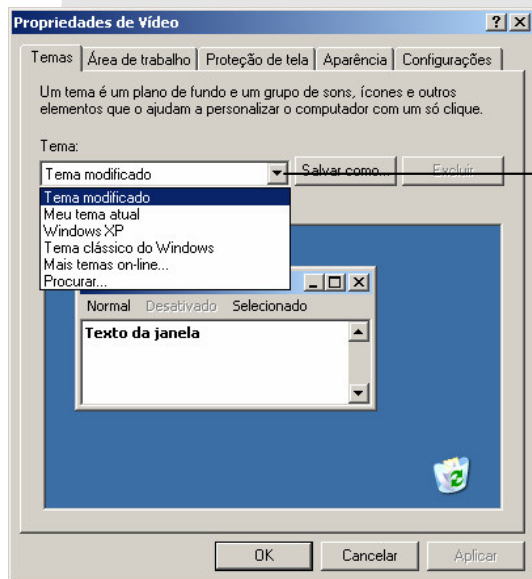 Propriedades de Vídeo
Temas Área de trabalho Proteção de tela Aparência Configurações
Um tema é um plano de fundo e um grupo de sons, ícones e outros
elementos que o ajudam a personalizar o computador com um só clique.
Tema:
Tema modificado Salvar como... Excluir
Tema modificado
Meu tema atual
Windows XP
Tema clássico do Windows
Mais temas on-line...
Procurar...
Normal Desativado Selecionado
Texto da janela
OK Cancelar Aplicar